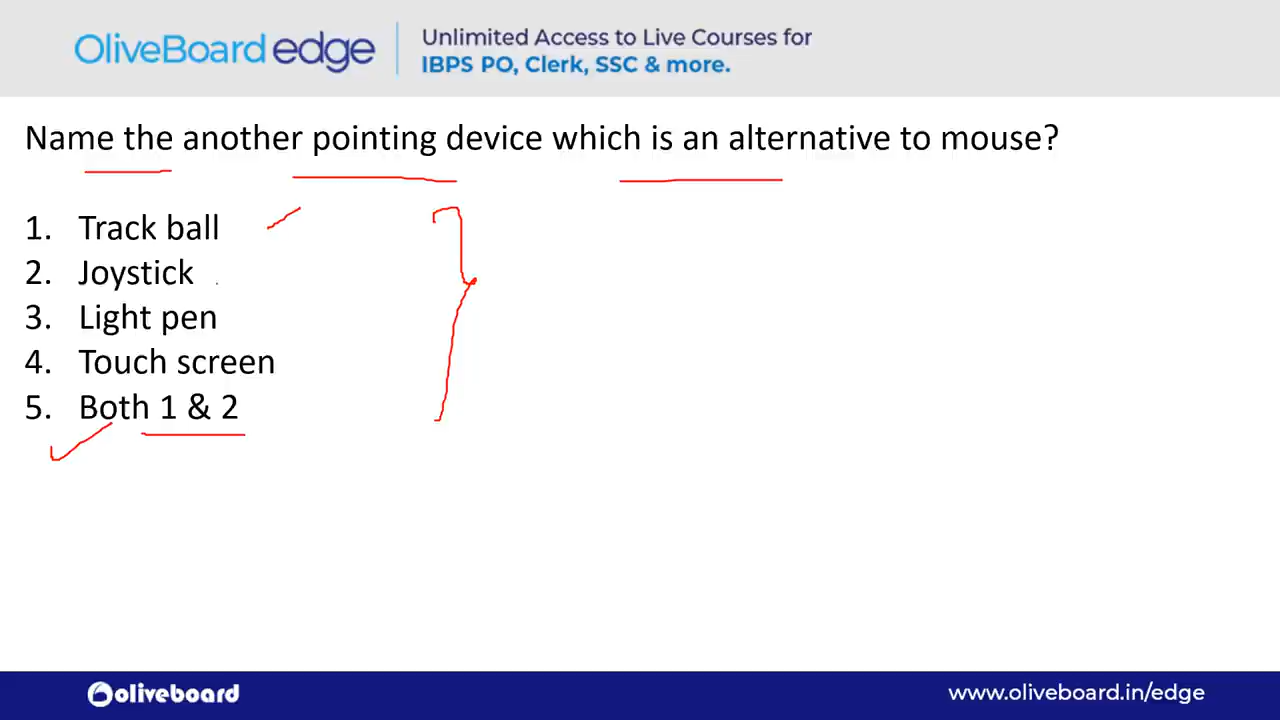 OliveBoard edge
Unlimited Access to Live Courses for
IBPS PO, Clerk, SSC & more.
Name the another pointing device which is an alternative to mouse?
1. Track ball
2. Joystick
3. Light pen
4. Touch screen
5. Both 1 & 2
oliveboard
www.oliveboard.in/edge